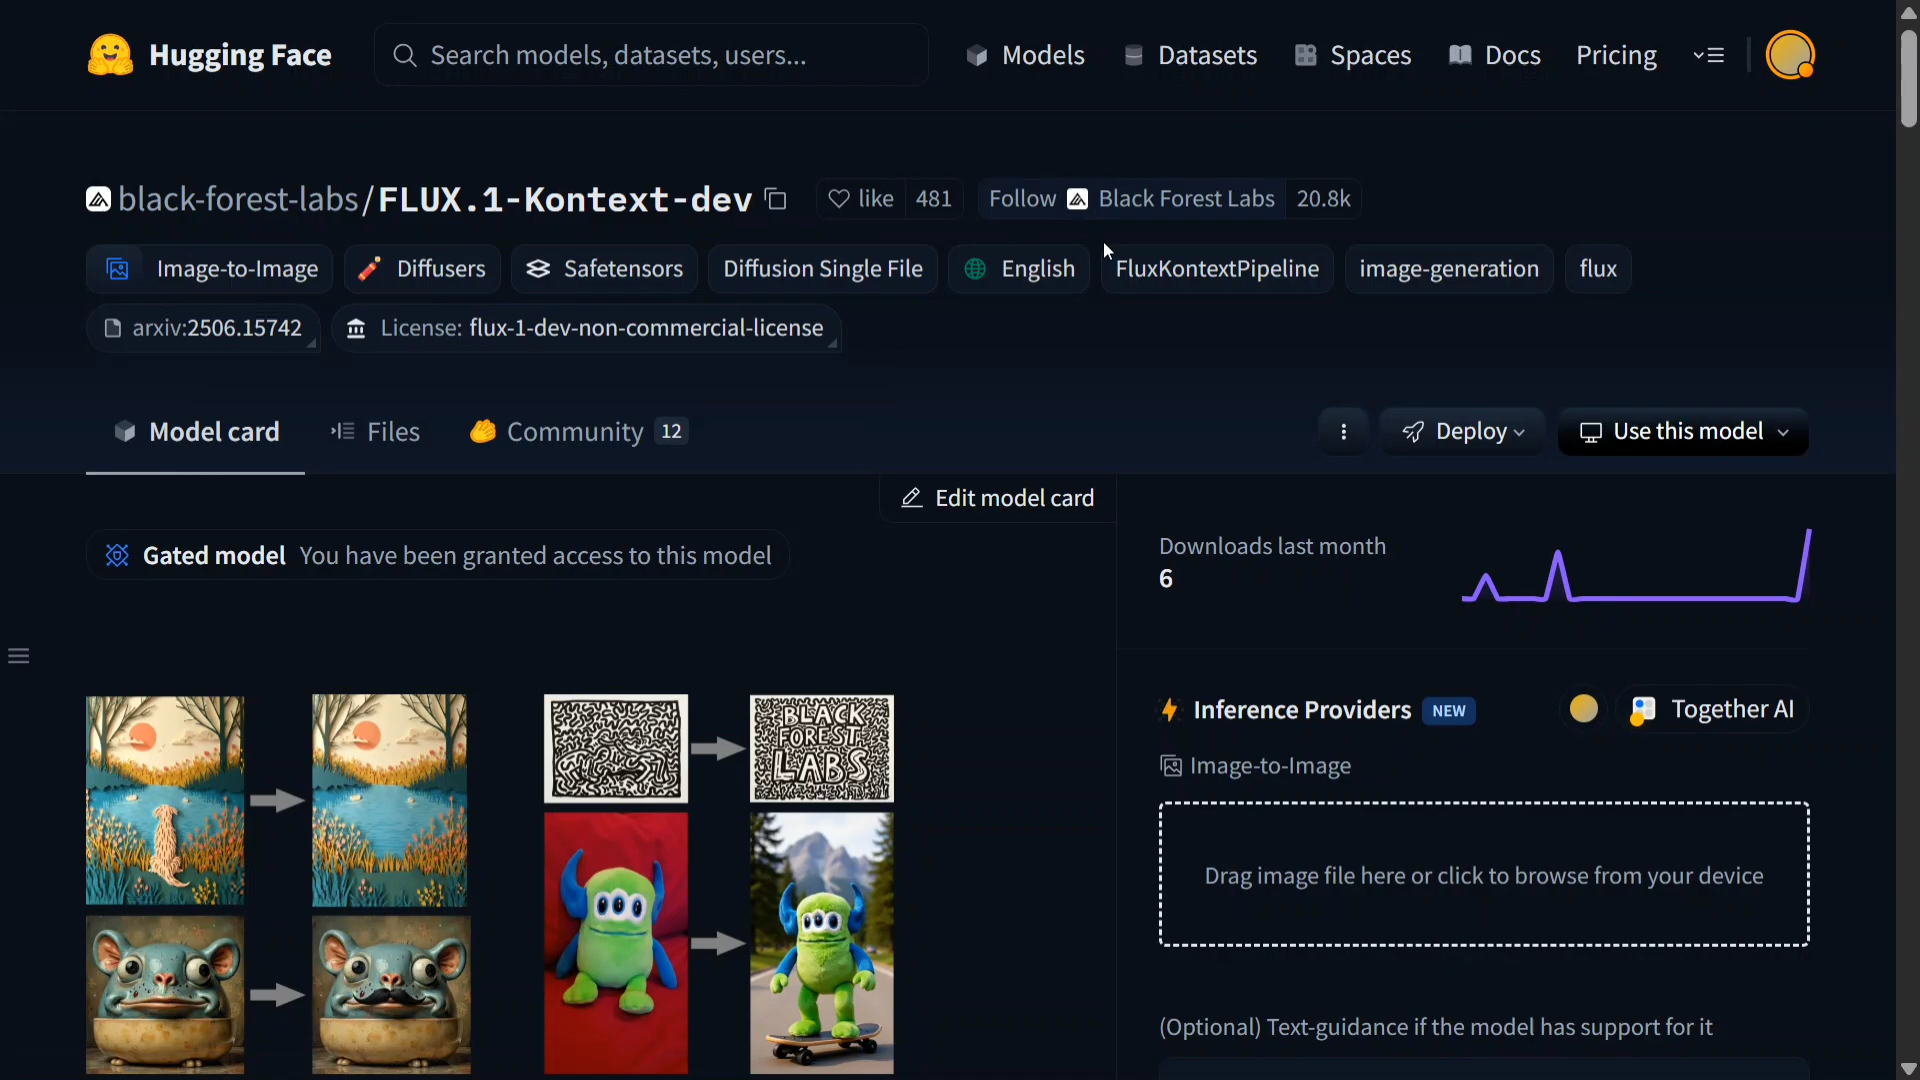 Hugging Face
Search models, datasets, users...
Models
Datasets
Spaces
Docs
Pricing
black-forest-labs/FLUX.1-Kontext-dev
like 481
Follow Black Forest Labs 20.8k
Image-to-Image
Diffusers
Safetensors
Diffusion Single File
English
FluxKontextPipeline
image-generation
flux
arxiv:2506.15742
License: flux-1-dev-non-commercial-license
Model card
Files
Community 12
Deploy
Use this model
Edit model card
Gated model You have been granted access to this model
Downloads last month
6
Inference Providers NEW
Together AI
Image-to-Image
Drag image file here or click to browse from your device
(Optional) Text-guidance if the model has support for it
BLACK
FOREST
LABS